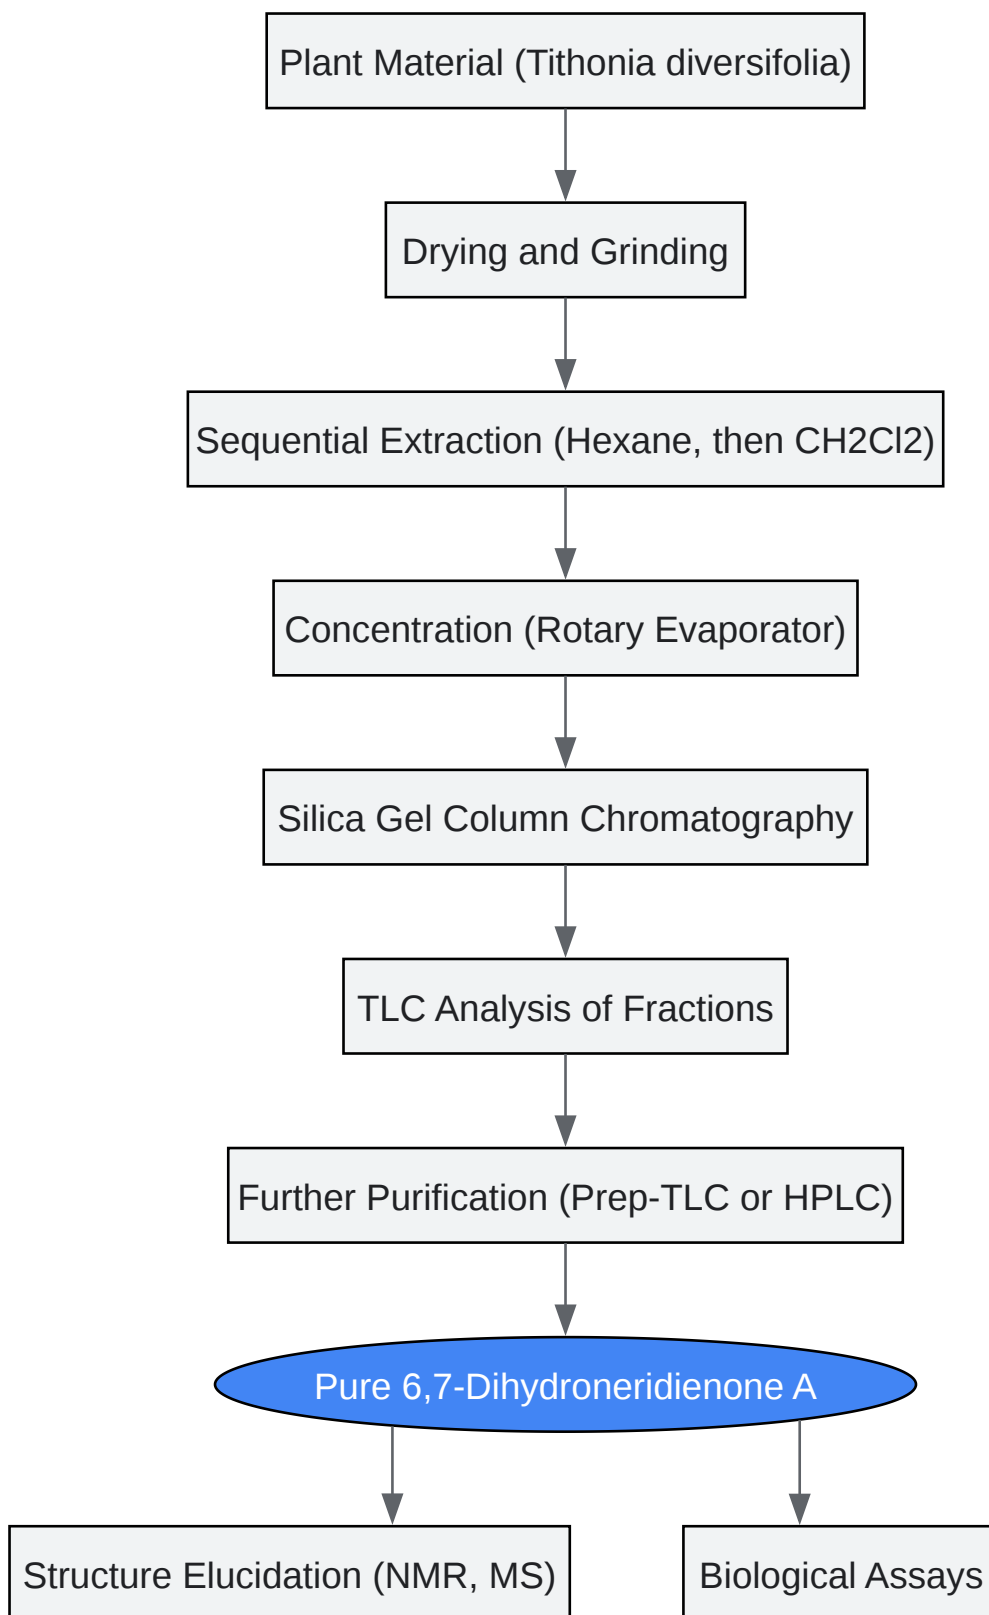 Plant Material (Tithonia diversifolia)
Drying and Grinding
Sequential Extraction (Hexane, then CH2Cl2)
Concentration (Rotary Evaporator)
Silica Gel Column Chromatography
TLC Analysis of Fractions
Further Purification (Prep-TLC or HPLC)
Pure 6,7-Dihydroneridienone A
Structure Elucidation (NMR, MS)
Biological Assays